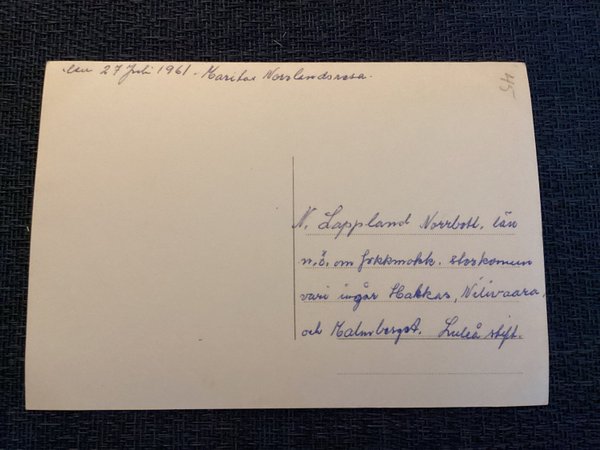 den 27 Juli 1961. Maritas Norrlandsresa.
45
N. Lappland Norrbott. län
n.ö. om Jokkmokk. storkommun
vari ingår Hakkas, Nilivaara,
och Malmberget. Luleå stift.